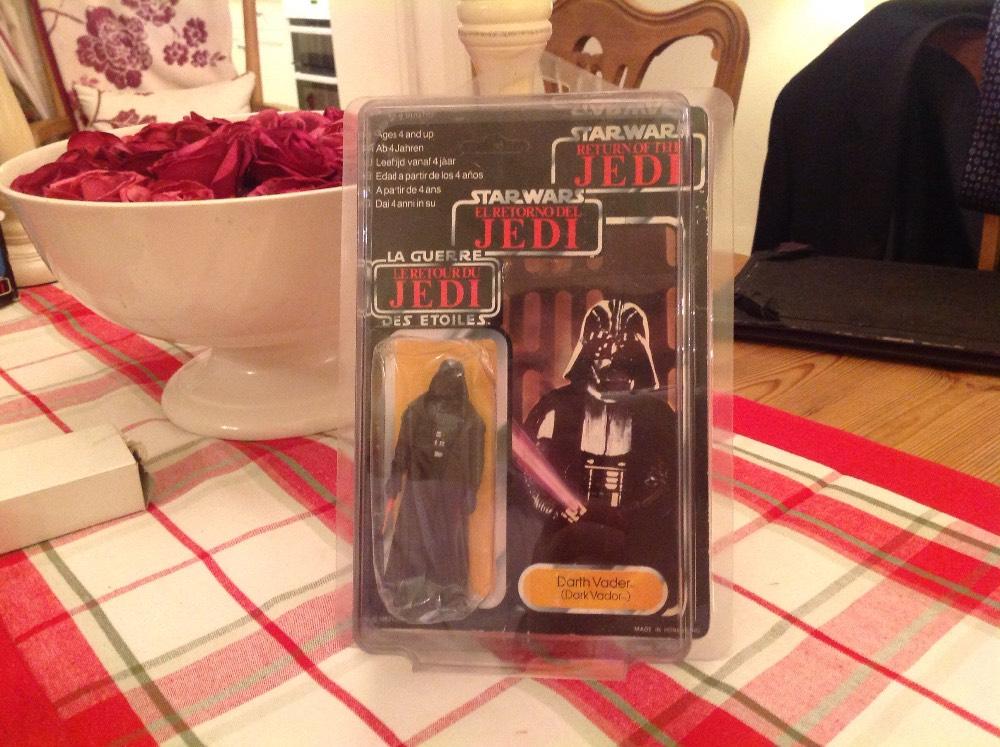 Ages 4 and up
Ab 4 Jahren
Leeftijd vanaf 4 jaar
Edad a partir de los 4 años
A partir de 4 ans
Dai 4 anni in su
STAR WARS
RETURN OF THE
JEDI
STAR WARS
EL RETORNO DEL
JEDI
LA GUERRE
LE RETOUR DU
JEDI
DES ETOILES
Darth Vader™
(Dark Vador™)
MADE IN HONG KONG